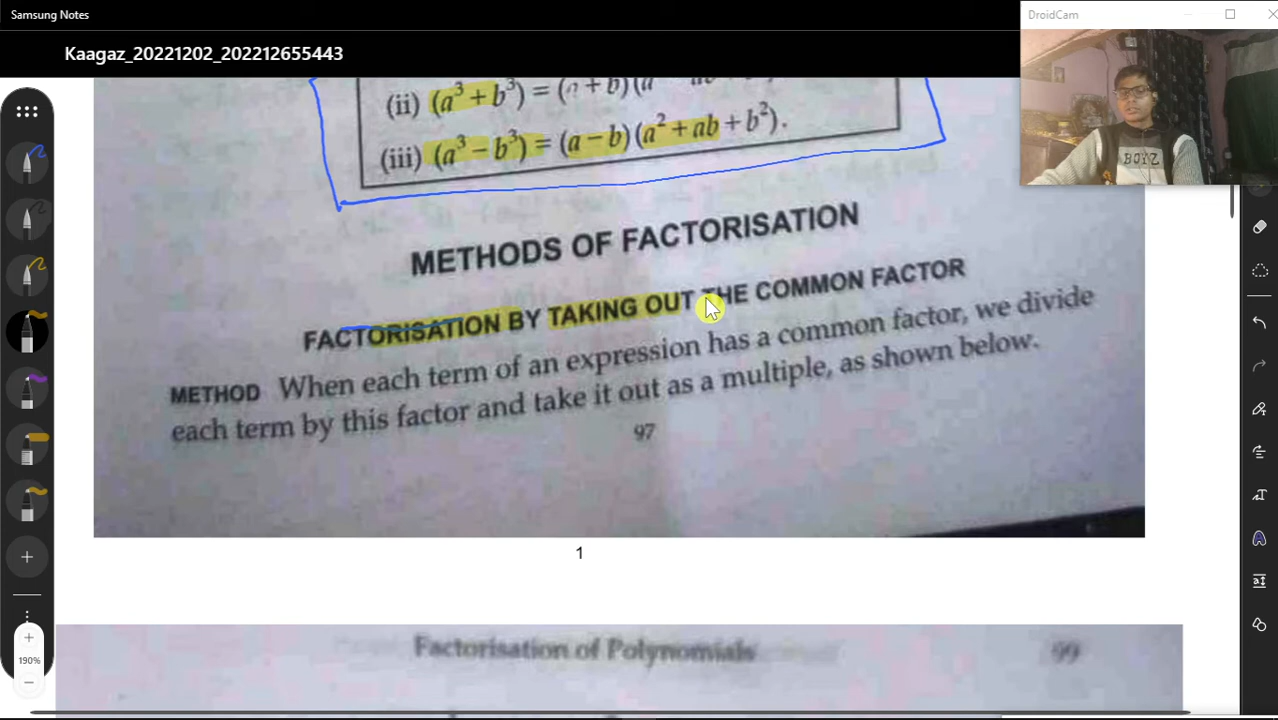 Samsung Notes
DroidCam
Kaagaz_20221202_202212655443
(ii) (a³ + b³) = (a + b)(a²
(iii) (a³ − b³) = (a − b)(a² + ab + b²).
BOYZ
METHODS OF FACTORISATION
FACTORISATION BY TAKING OUT THE COMMON FACTOR
METHOD When each term of an expression has a common factor, we divide
each term by this factor and take it out as a multiple, as shown below.
97
1
Factorisation of Polynomials 99
190%